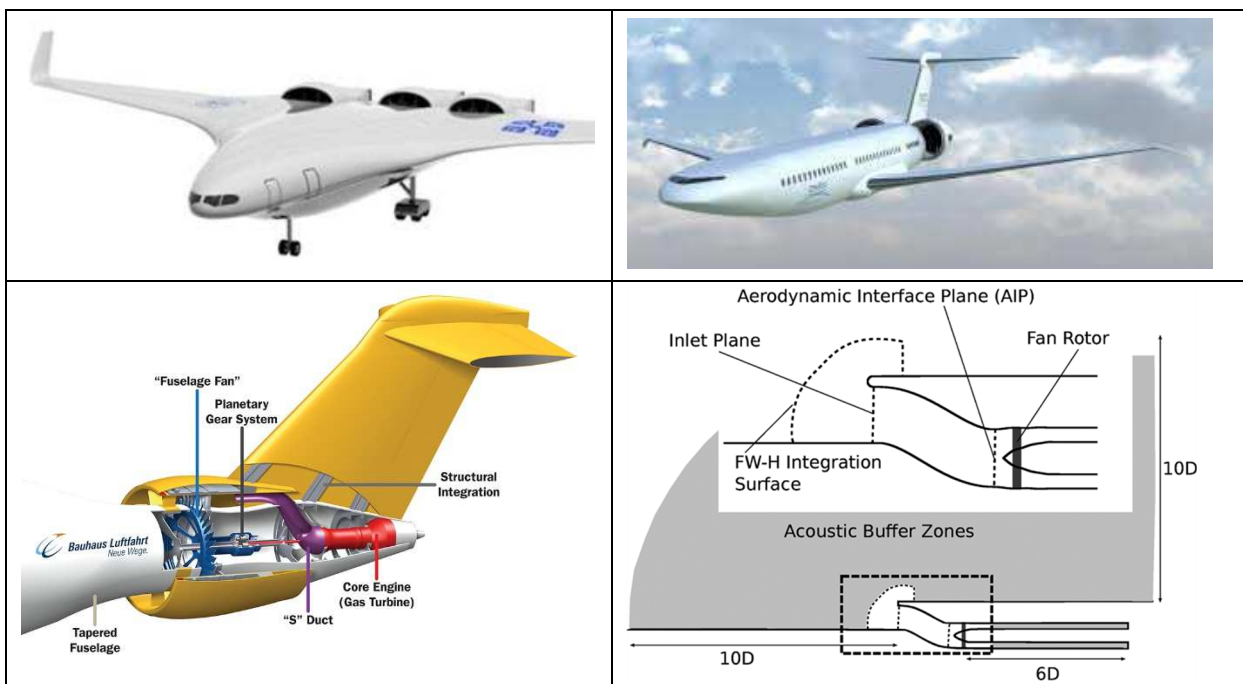 "Fuselage Fan"
Planetary
Gear System
Structural
Integration
Bauhaus Luftfahrt
Neue Wege.
Core Engine
(Gas Turbine)
"S" Duct
Tapered
Fuselage
Aerodynamic Interface Plane (AIP)
Inlet Plane
Fan Rotor
FW-H Integration
Surface
10D
Acoustic Buffer Zones
10D
6D